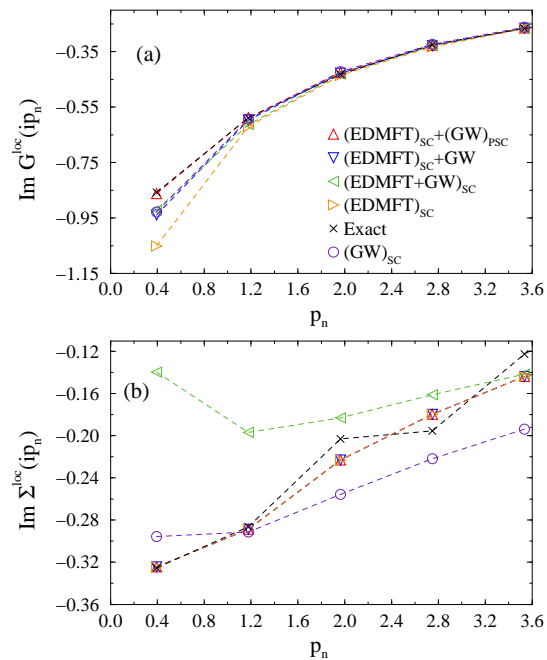 (a)
Im G^loc(ip_n)
−0.35
−0.55
−0.75
−0.95
−1.15
(EDMFT)_SC+(GW)_PSC
(EDMFT)_SC+GW
(EDMFT+GW)_SC
(EDMFT)_SC
Exact
(GW)_SC
0.0 0.4 0.8 1.2 1.6 2.0 2.4 2.8 3.2 3.6
p_n
(b)
Im Σ^loc(ip_n)
−0.12
−0.16
−0.20
−0.24
−0.28
−0.32
−0.36
0.0 0.4 0.8 1.2 1.6 2.0 2.4 2.8 3.2 3.6
p_n